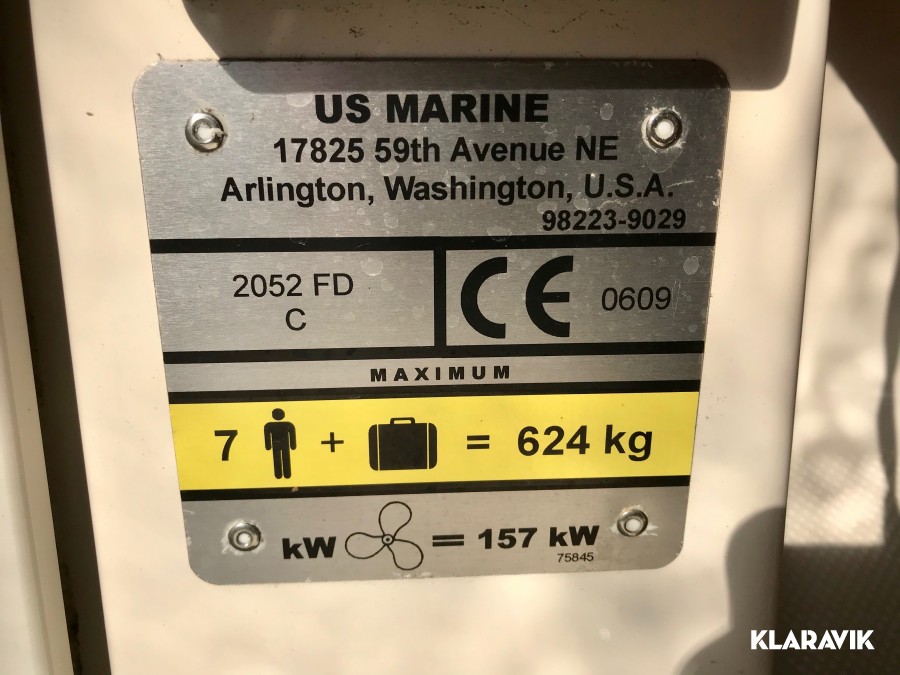 US MARINE
17825 59th Avenue NE
Arlington, Washington, U.S.A.
98223-9029
2052 FD
C
CE 0609
MAXIMUM
7 + = 624 kg
kW = 157 kW
75845
KLARAVIK